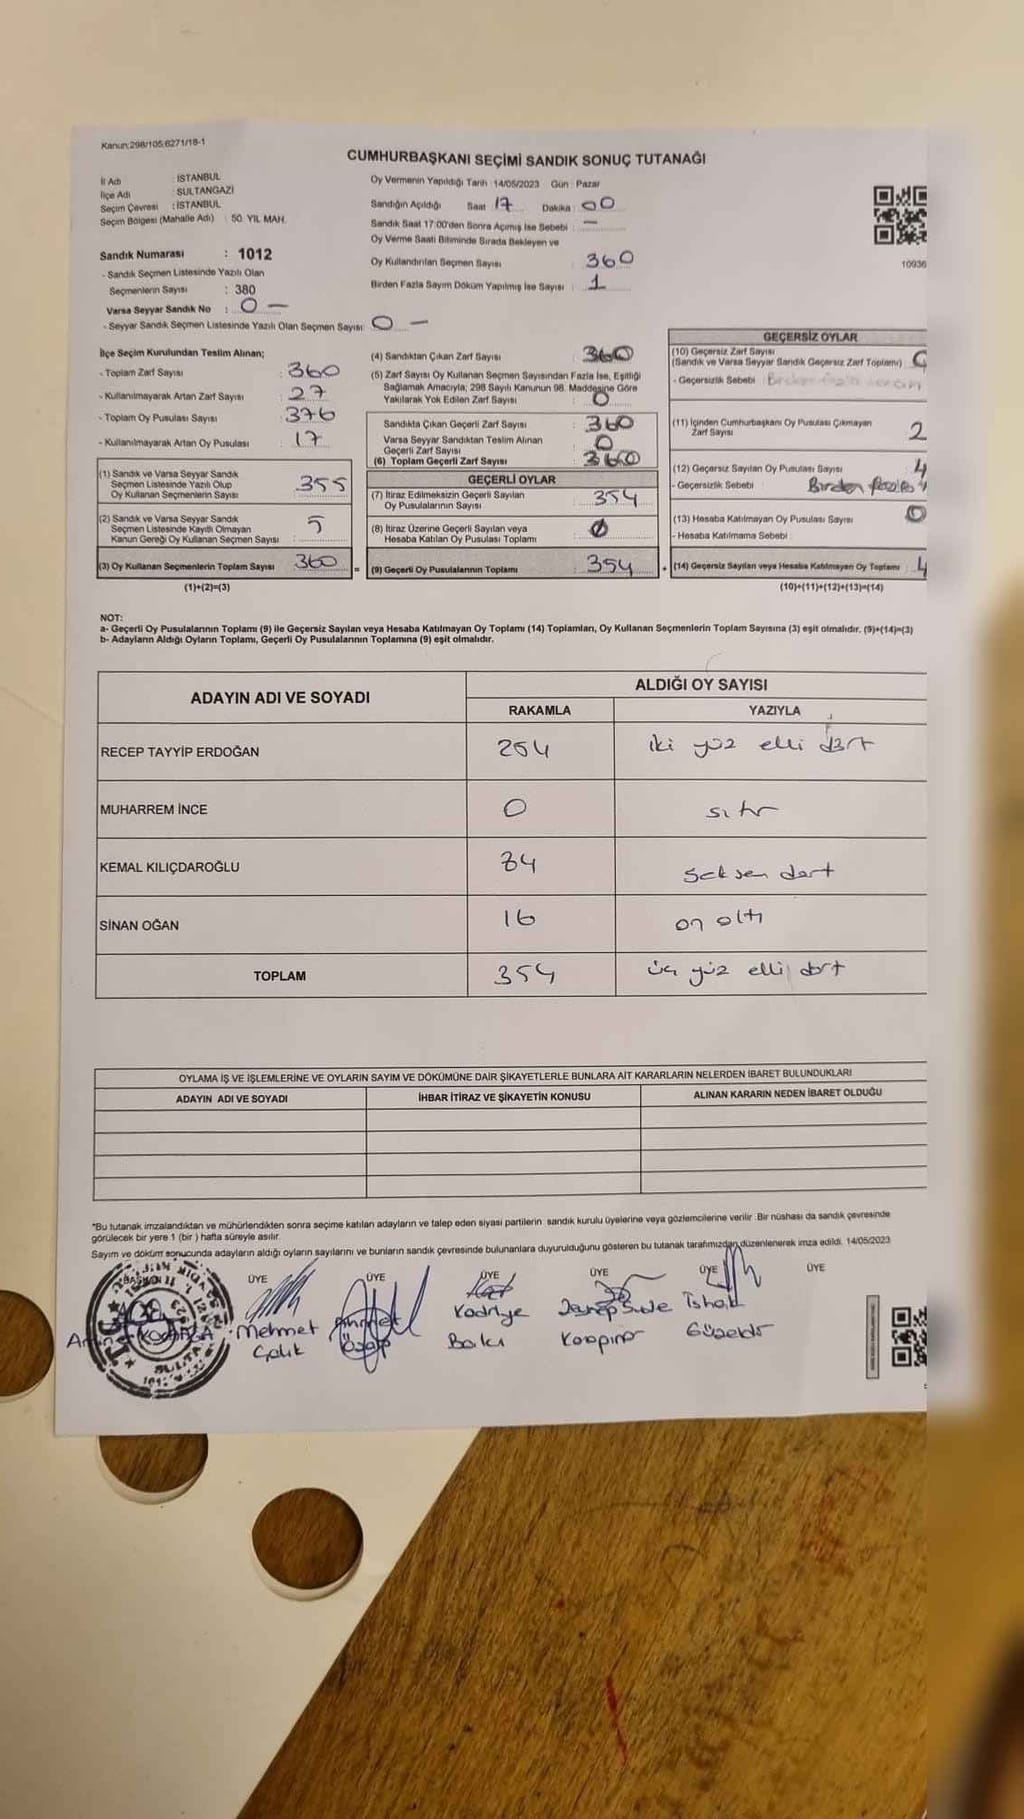 Kanun:298/105;6271/18-1
CUMHURBAŞKANI SEÇİMİ SANDIK SONUÇ TUTANAĞI
İl Adı : İSTANBUL
İlçe Adı : SULTANGAZİ
Seçim Çevresi : İSTANBUL
Seçim Bölgesi (Mahalle Adı) : 50. YIL MAH.
Sandık Numarası : 1012
- Sandık Seçmen Listesinde Yazılı Olan
Seçmenlerin Sayısı : 380
Varsa Seyyar Sandık No : 0 —
- Seyyar Sandık Seçmen Listesinde Yazılı Olan Seçmen Sayısı: 0 —
Oy Vermenin Yapıldığı Tarih :14/05/2023 Gün : Pazar
Sandığın Açıldığı Saat 17 Dakika : 00
Sandık Saat 17:00'den Sonra Açımış İse Sebebi : —
Oy Verme Saati Bitiminde Sırada Bekleyen ve
Oy Kullandırılan Seçmen Sayısı : 360
Birden Fazla Sayım Döküm Yapılmış İse Sayısı : 1
10936
İlçe Seçim Kurulundan Teslim Alınan;
- Toplam Zarf Sayısı : 360
- Kullanılmayarak Artan Zarf Sayısı : 27
- Toplam Oy Pusulası Sayısı : 376
- Kullanılmayarak Artan Oy Pusulası : 17
(1) Sandık ve Varsa Seyyar Sandık
Seçmen Listesinde Yazılı Olup
Oy Kullanan Seçmenlerin Sayısı : 355
(2) Sandık ve Varsa Seyyar Sandık
Seçmen Listesinde Kayıtlı Olmayan
Kanun Gereği Oy Kullanan Seçmen Sayısı : 5
(3) Oy Kullanan Seçmenlerin Toplam Sayısı : 360
(1)+(2)=(3)
(4) Sandıktan Çıkan Zarf Sayısı : 360
(5) Zarf Sayısı Oy Kullanan Seçmen Sayısından Fazla İse, Eşitliği
Sağlamak Amacıyla; 298 Sayılı Kanunun 98. Maddesine Göre
Yakılarak Yok Edilen Zarf Sayısı : 0
Sandıkta Çıkan Geçerli Zarf Sayısı : 360
Varsa Seyyar Sandıktan Teslim Alınan
Geçerli Zarf Sayısı : 0
(6) Toplam Geçerli Zarf Sayısı : 360
GEÇERLİ OYLAR
(7) İtiraz Edilmeksizin Geçerli Sayılan
Oy Pusulalarının Sayısı : 354
(8) İtiraz Üzerine Geçerli Sayılan veya
Hesaba Katılan Oy Pusulası Toplamı : 0
= (9) Geçerli Oy Pusulalarının Toplamı : 354
GEÇERSİZ OYLAR
(10) Geçersiz Zarf Sayısı
(Sandık ve Varsa Seyyar Sandık Geçersiz Zarf Toplamı) :
- Geçersizlik Sebebi :
(11) İçinden Cumhurbaşkanı Oy Pusulası Çıkmayan
Zarf Sayısı 2
(12) Geçersiz Sayılan Oy Pusulası Sayısı : 4
- Geçersizlik Sebebi : Birden
(13) Hesaba Katılmayan Oy Pusulası Sayısı : 0
- Hesaba Katılmama Sebebi
+ (14) Geçersiz Sayılan veya Hesaba Katılmayan Oy Toplamı : 4
(10)+(11)+(12)+(13)=(14)
NOT:
a- Geçerli Oy Pusulalarının Toplamı (9) ile Geçersiz Sayılan veya Hesaba Katılmayan Oy Toplamı (14) Toplamları, Oy Kullanan Seçmenlerin Toplam Sayısına (3) eşit olmalıdır. (9)+(14)=(3)
b- Adayların Aldığı Oyların Toplamı, Geçerli Oy Pusulalarının Toplamına (9) eşit olmalıdır.
ADAYIN ADI VE SOYADI
ALDIĞI OY SAYISI
RAKAMLA YAZIYLA
RECEP TAYYİP ERDOĞAN 254 iki yüz elli dört
MUHARREM İNCE 0 sıfır
KEMAL KILIÇDAROĞLU 84 Seksen dört
SİNAN OĞAN 16 on altı
TOPLAM 354 üç yüz elli dört
OYLAMA İŞ VE İŞLEMLERİNE VE OYLARIN SAYIM VE DÖKÜMÜNE DAİR ŞİKAYETLERLE BUNLARA AİT KARARLARIN NELERDEN İBARET BULUNDUKLARI
ADAYIN ADI VE SOYADI İHBAR İTİRAZ VE ŞİKAYETİN KONUSU ALINAN KARARIN NEDEN İBARET OLDUĞU
*Bu tutanak imzalandıktan ve mühürlendikten sonra seçime katılan adayların ve talep eden siyasi partilerin sandık kurulu üyelerine veya gözlemcilerine verilir. Bir nüshası da sandık çevresinde
görülecek bir yere 1 (bir) hafta süreyle asılır.
Sayım ve döküm sonucunda adayların aldığı oyların sayılarını ve bunların sandık çevresinde bulunanlara duyurulduğunu gösteren bu tutanak tarafımızdan düzenlenerek imza edildi. 14/05/2023
BAŞKAN ÜYE ÜYE ÜYE ÜYE ÜYE ÜYE
Mehmet Ahmet Kadriye Zeynep İshak
Çalık Balcı